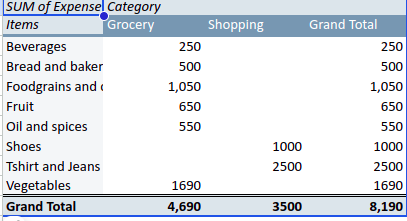 SUM of Expense Category
Items Grocery Shopping Grand Total
Beverages 250 250
Bread and baker 500 500
Foodgrains and 1,050 1,050
Fruit 650 650
Oil and spices 550 550
Shoes 1000 1000
Tshirt and Jeans 2500 2500
Vegetables 1690 1690
Grand Total 4,690 3500 8,190